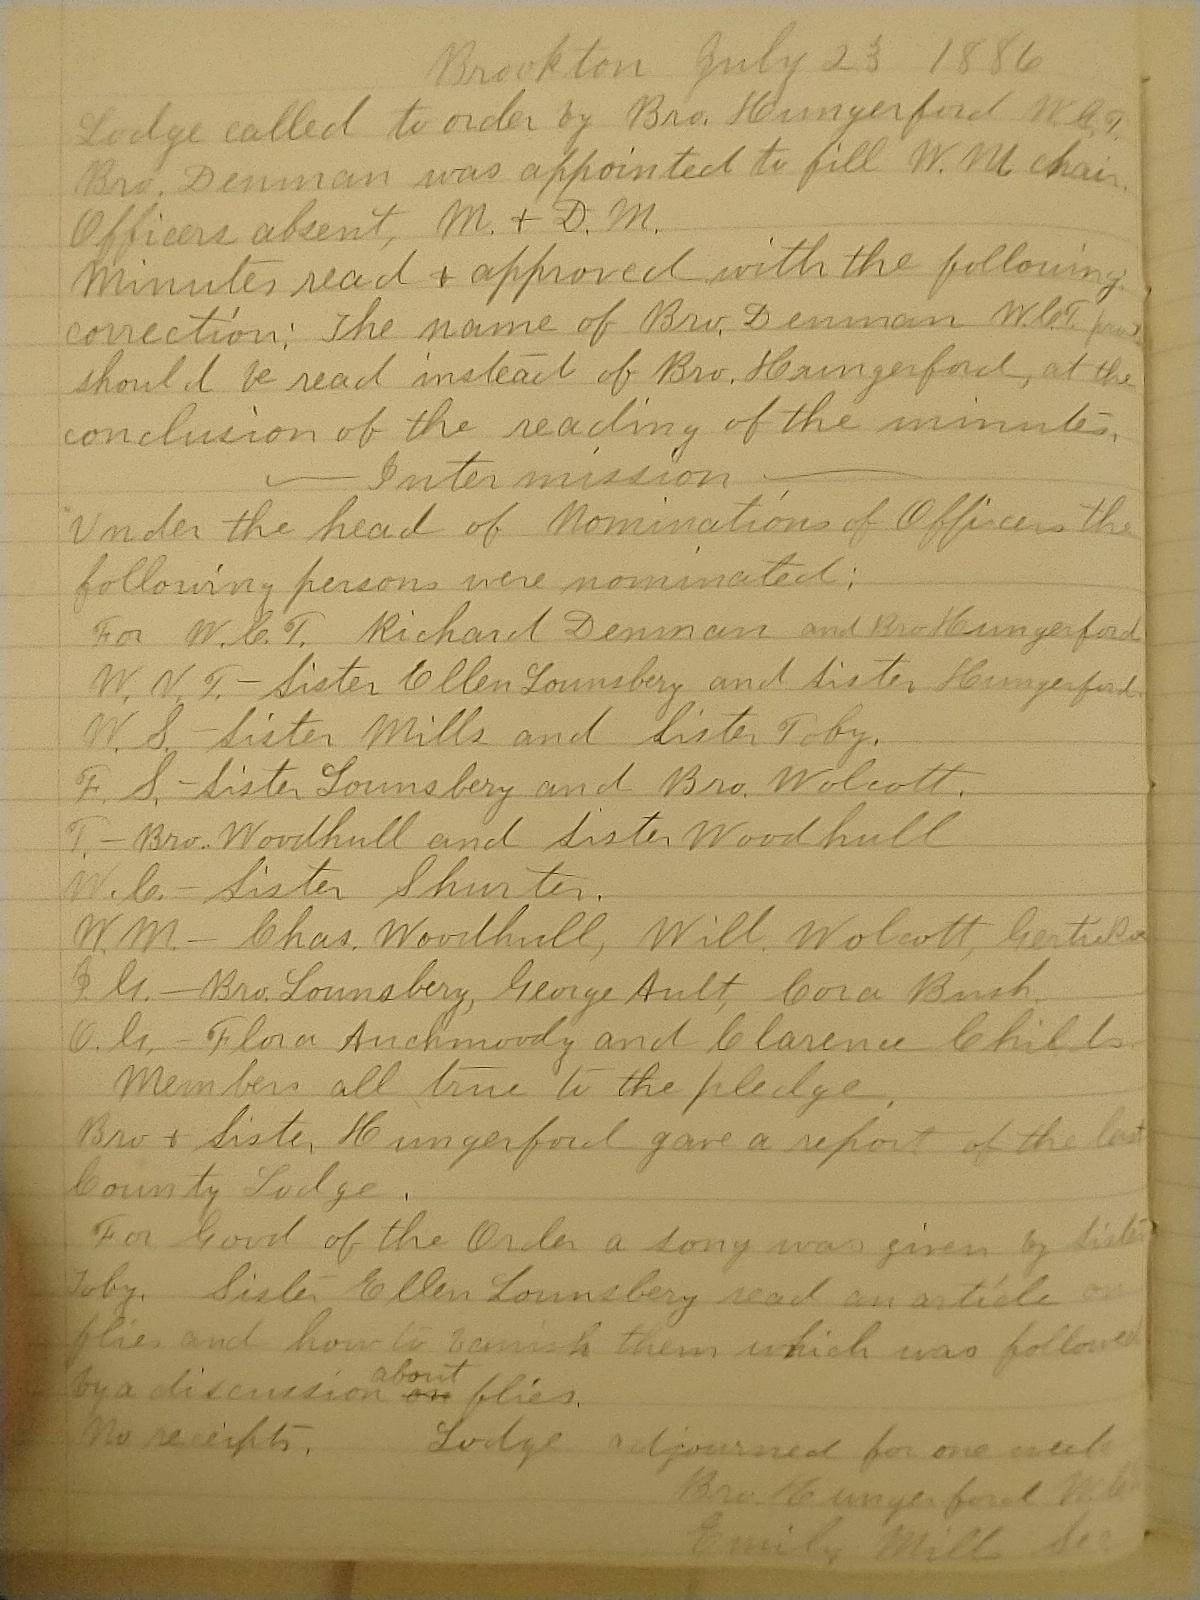 Brookton July 23 1886
Lodge called to order by Bro. Hungerford W.C.T.
Bro. Denman was appointed to fill W. M chair.
Officers absent, M. + D. M.
Minutes read + approved with the following
correction: The name of Bro. Denman W.C.T.
should be read instead of Bro. Hungerford, at the
conclusion of the reading of the minutes.
Intermission
Under the head of Nominations of Officers the
following persons were nominated:
For W.C.T. Richard Denman and Bro Hungerford
W. V. T. - Sister Ellen Lounsbery and Sister Hungerford.
W. S. - Sister Mills and Sister Toby.
F. S. - Sister Lounsbery and Bro. Wolcott.
T. - Bro. Woodhull and Sister Woodhull
W. C. - Sister Shurter.
W. M. - Chas. Woodhull, Will. Wolcott,
I. G. - Bro. Lounsbery, George Ault, Cora Bush.
O. G. - Flora Auchmoody and Clarence Childs.
Members all true to the pledge.
Bro + Sister Hungerford gave a report of the last
County Lodge.
For Good of the Order a song was given by Sister
Toby. Sister Ellen Lounsbery read an article on
flies and how to banish them which was followed
by a discussion on about flies.
No receipts. Lodge adjourned for one week
Bro. Hungerford
Emily Mills Sec